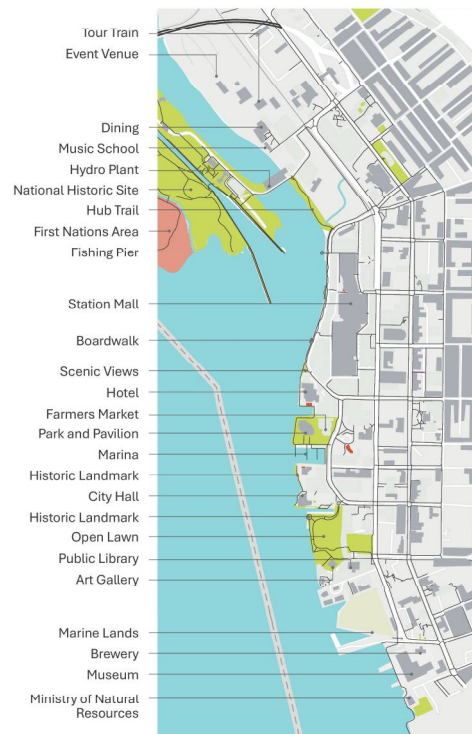 Tour Train
Event Venue
Dining
Music School
Hydro Plant
National Historic Site
Hub Trail
First Nations Area
Fishing Pier
Station Mall
Boardwalk
Scenic Views
Hotel
Farmers Market
Park and Pavilion
Marina
Historic Landmark
City Hall
Historic Landmark
Open Lawn
Public Library
Art Gallery
Marine Lands
Brewery
Museum
Ministry of Natural
Resources